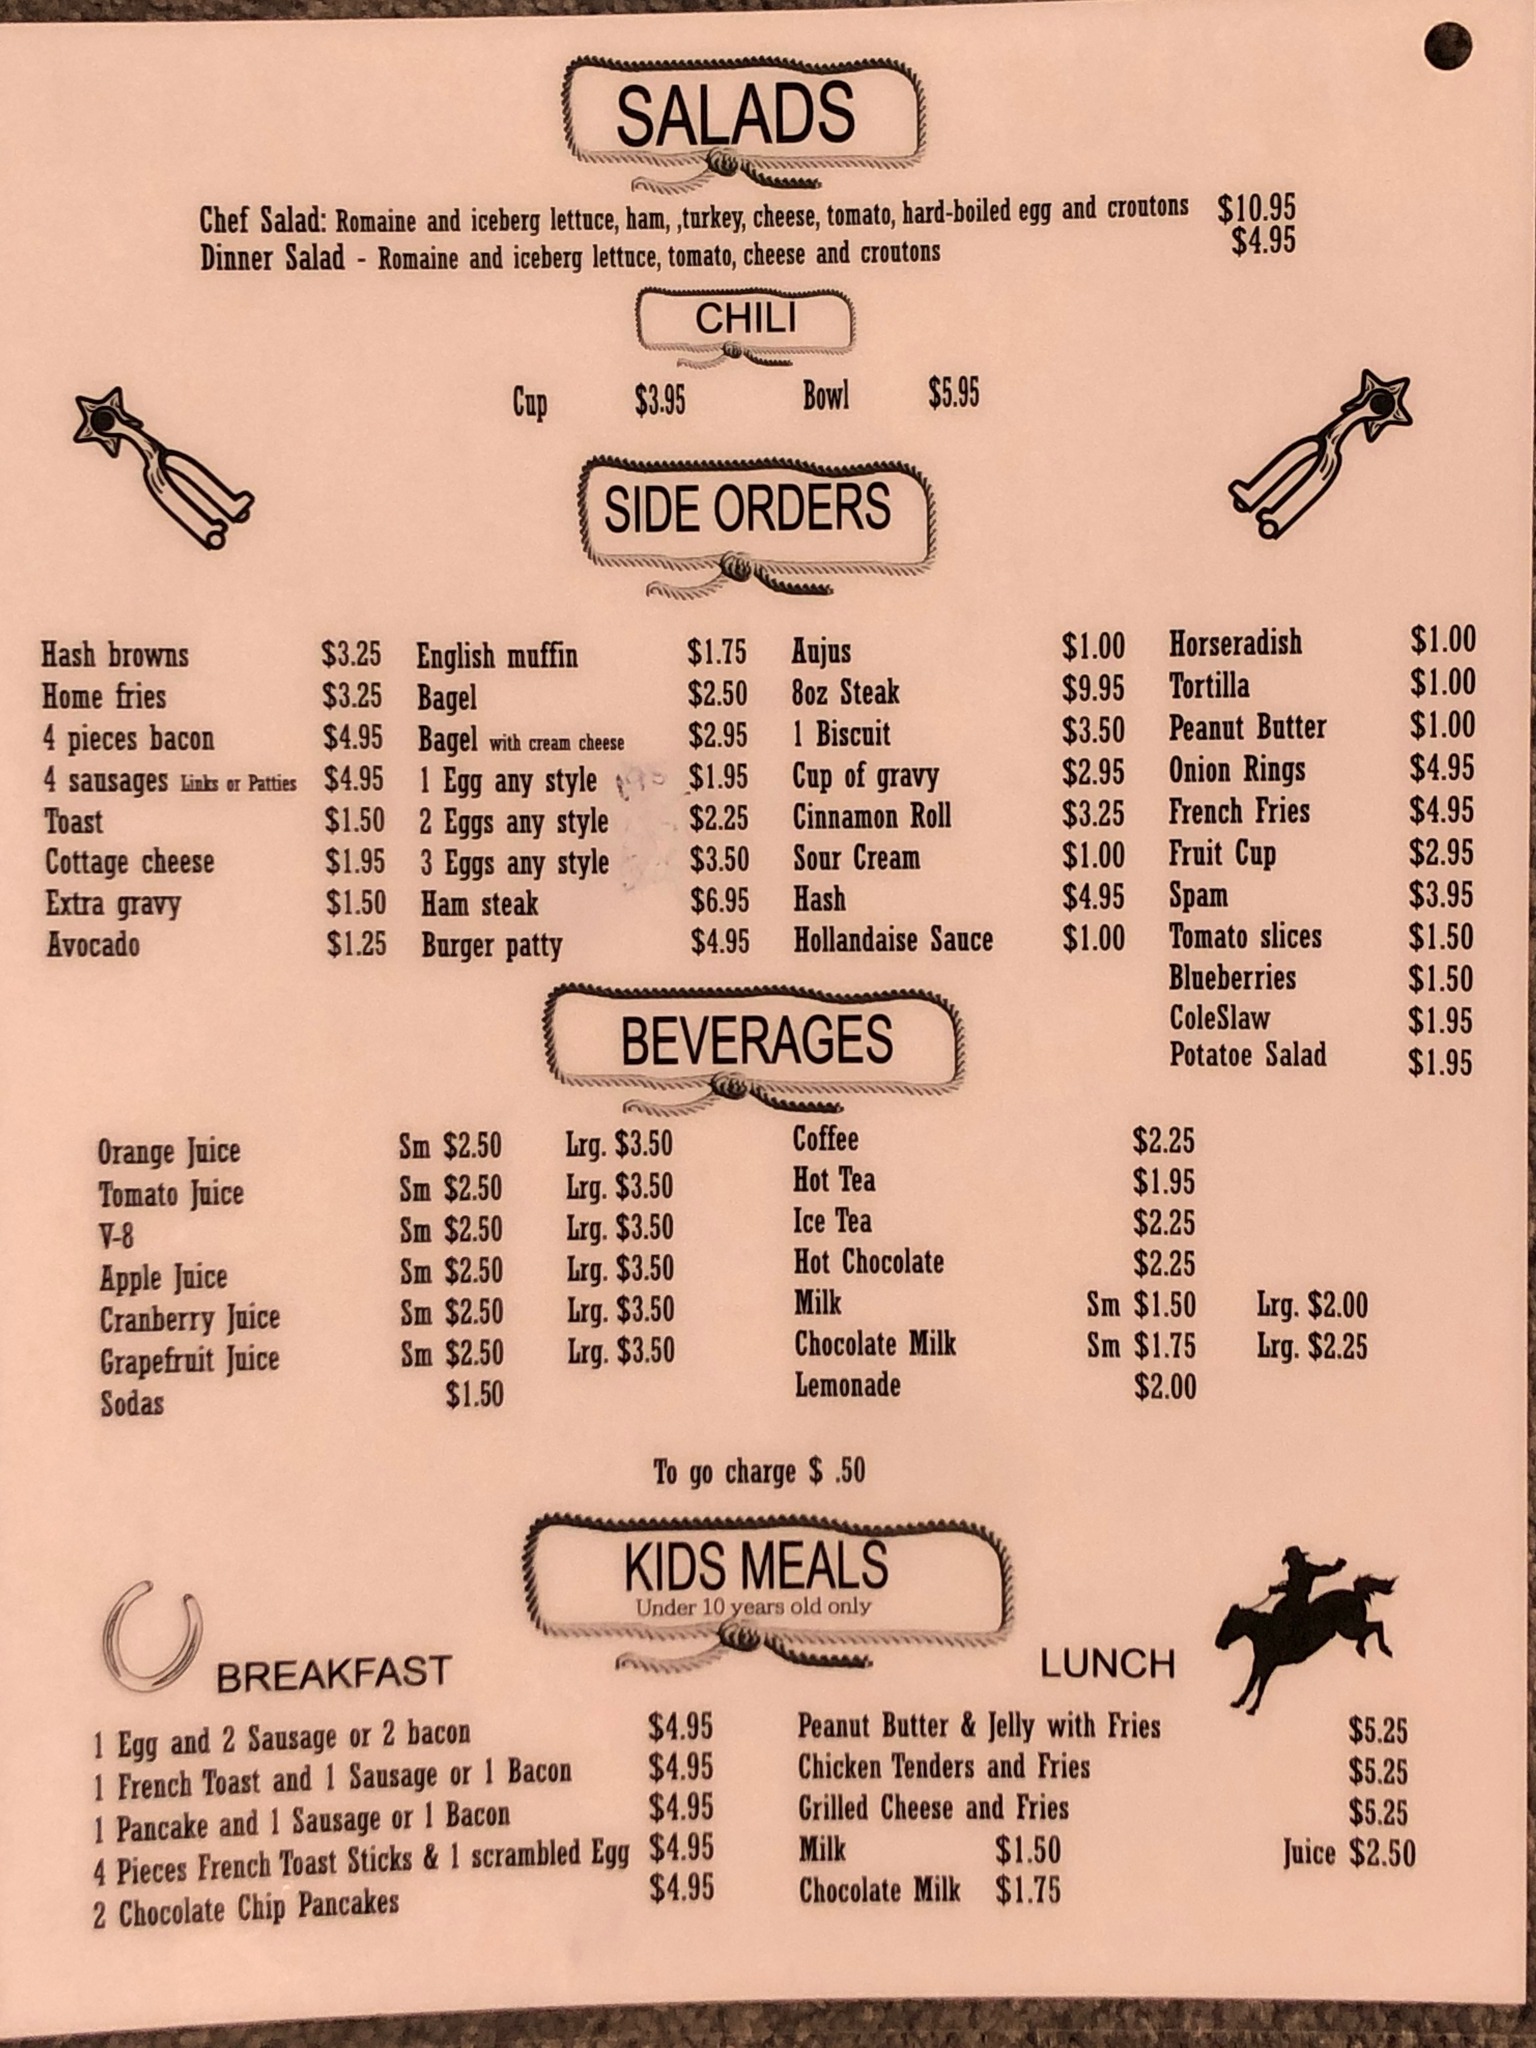 SALADS
Chef Salad: Romaine and iceberg lettuce, ham, ,turkey, cheese, tomato, hard-boiled egg and croutons $10.95
Dinner Salad - Romaine and iceberg lettuce, tomato, cheese and croutons $4.95
CHILI
Cup $3.95 Bowl $5.95
SIDE ORDERS
Hash browns $3.25 English muffin $1.75 Aujus $1.00 Horseradish $1.00
Home fries $3.25 Bagel $2.50 8oz Steak $9.95 Tortilla $1.00
4 pieces bacon $4.95 Bagel with cream cheese $2.95 1 Biscuit $3.50 Peanut Butter $1.00
4 sausages Links or Patties $4.95 1 Egg any style $1.95 Cup of gravy $2.95 Onion Rings $4.95
Toast $1.50 2 Eggs any style $2.25 Cinnamon Roll $3.25 French Fries $4.95
Cottage cheese $1.95 3 Eggs any style $3.50 Sour Cream $1.00 Fruit Cup $2.95
Extra gravy $1.50 Ham steak $6.95 Hash $4.95 Spam $3.95
Avocado $1.25 Burger patty $4.95 Hollandaise Sauce $1.00 Tomato slices $1.50
Blueberries $1.50
ColeSlaw $1.95
Potatoe Salad $1.95
BEVERAGES
Orange Juice Sm $2.50 Lrg. $3.50 Coffee $2.25
Tomato Juice Sm $2.50 Lrg. $3.50 Hot Tea $1.95
V-8 Sm $2.50 Lrg. $3.50 Ice Tea $2.25
Apple Juice Sm $2.50 Lrg. $3.50 Hot Chocolate $2.25
Cranberry Juice Sm $2.50 Lrg. $3.50 Milk Sm $1.50 Lrg. $2.00
Grapefruit Juice Sm $2.50 Lrg. $3.50 Chocolate Milk Sm $1.75 Lrg. $2.25
Sodas $1.50 Lemonade $2.00
To go charge $ .50
KIDS MEALS
Under 10 years old only
BREAKFAST LUNCH
1 Egg and 2 Sausage or 2 bacon $4.95 Peanut Butter & Jelly with Fries $5.25
1 French Toast and 1 Sausage or 1 Bacon $4.95 Chicken Tenders and Fries $5.25
1 Pancake and 1 Sausage or 1 Bacon $4.95 Grilled Cheese and Fries $5.25
4 Pieces French Toast Sticks & 1 scrambled Egg $4.95 Milk $1.50 Juice $2.50
2 Chocolate Chip Pancakes $4.95 Chocolate Milk $1.75